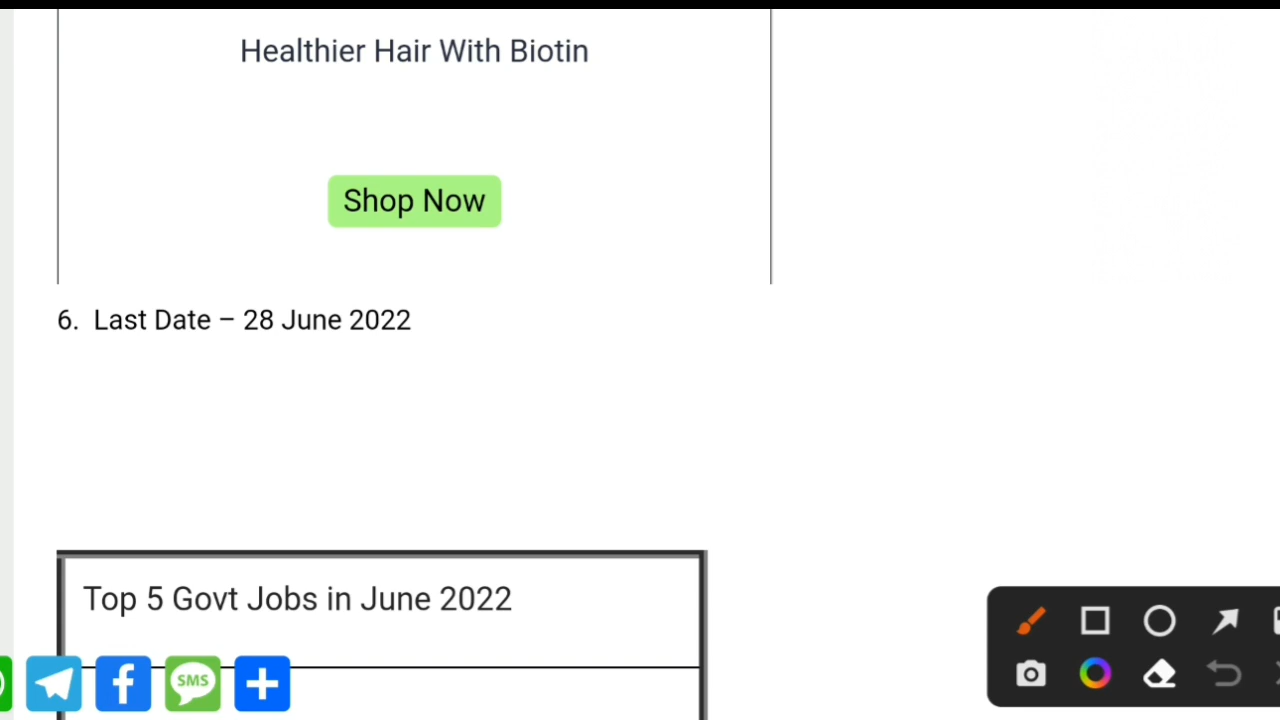 Healthier Hair With Biotin
Shop Now
6. Last Date – 28 June 2022
Top 5 Govt Jobs in June 2022
SMS